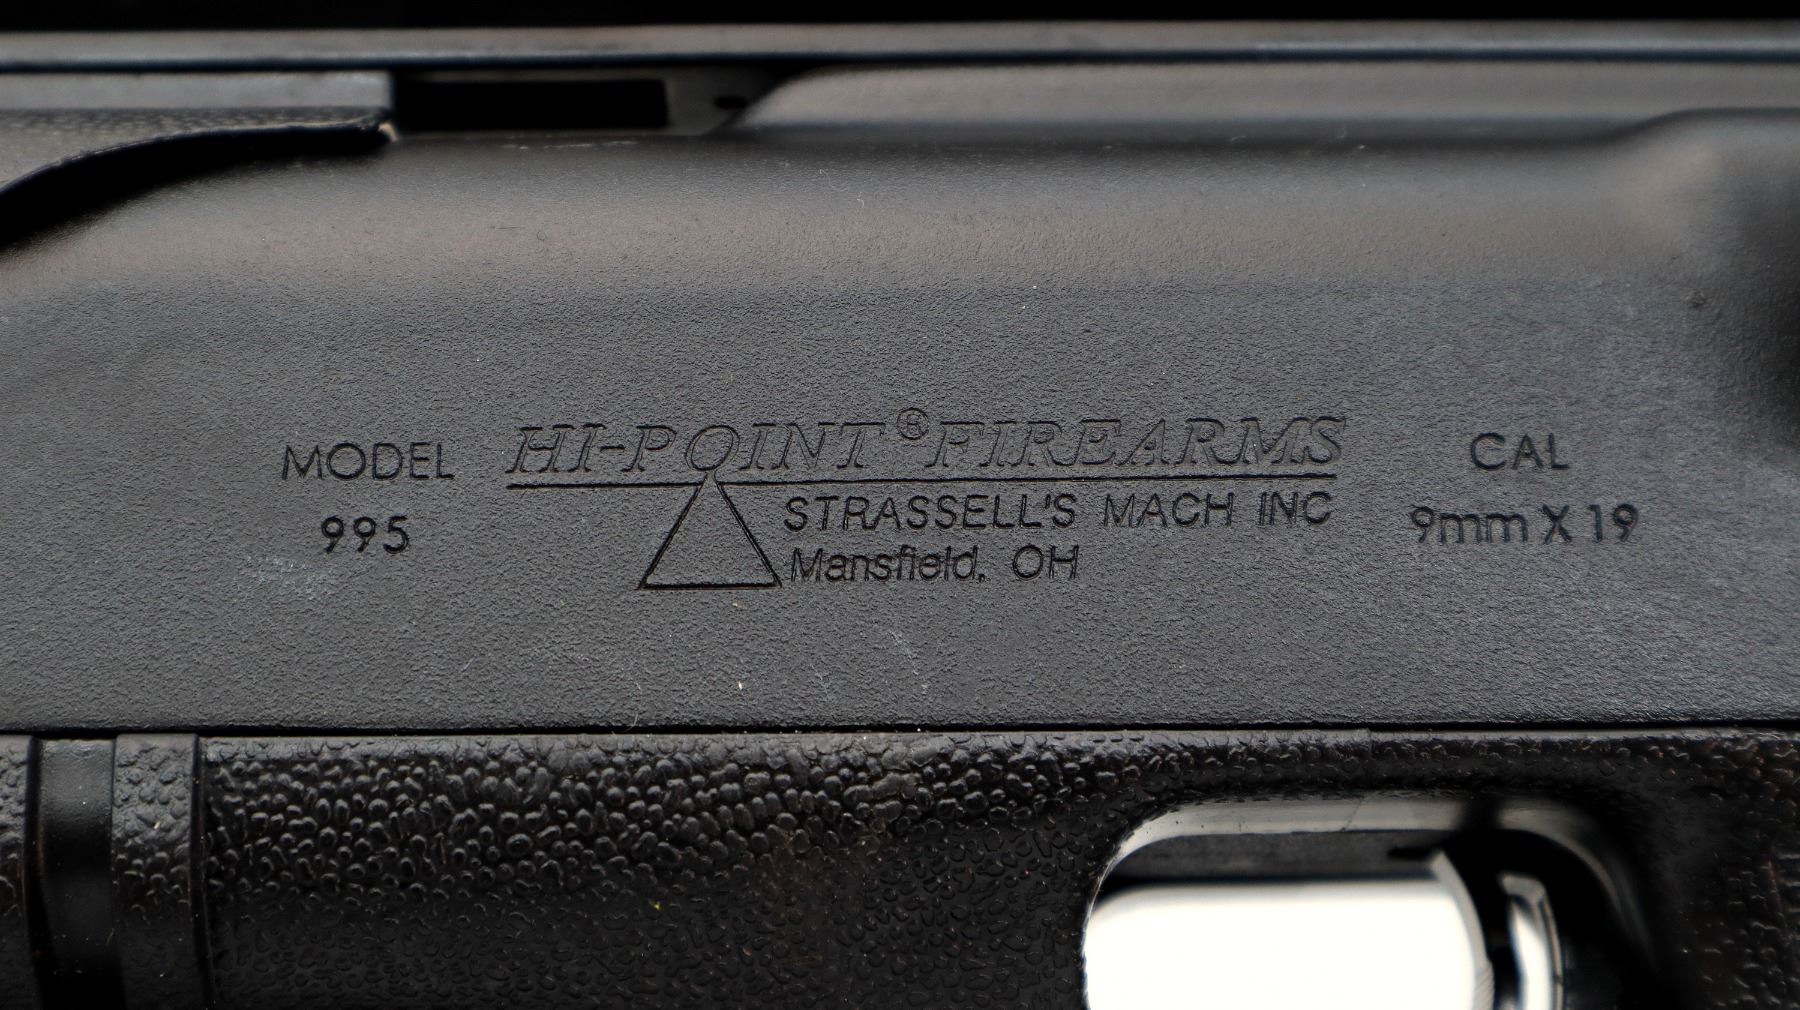 MODEL
995
HI-POINT® FIREARMS
STRASSELL'S MACH INC
Mansfield, OH
CAL
9mm X 19